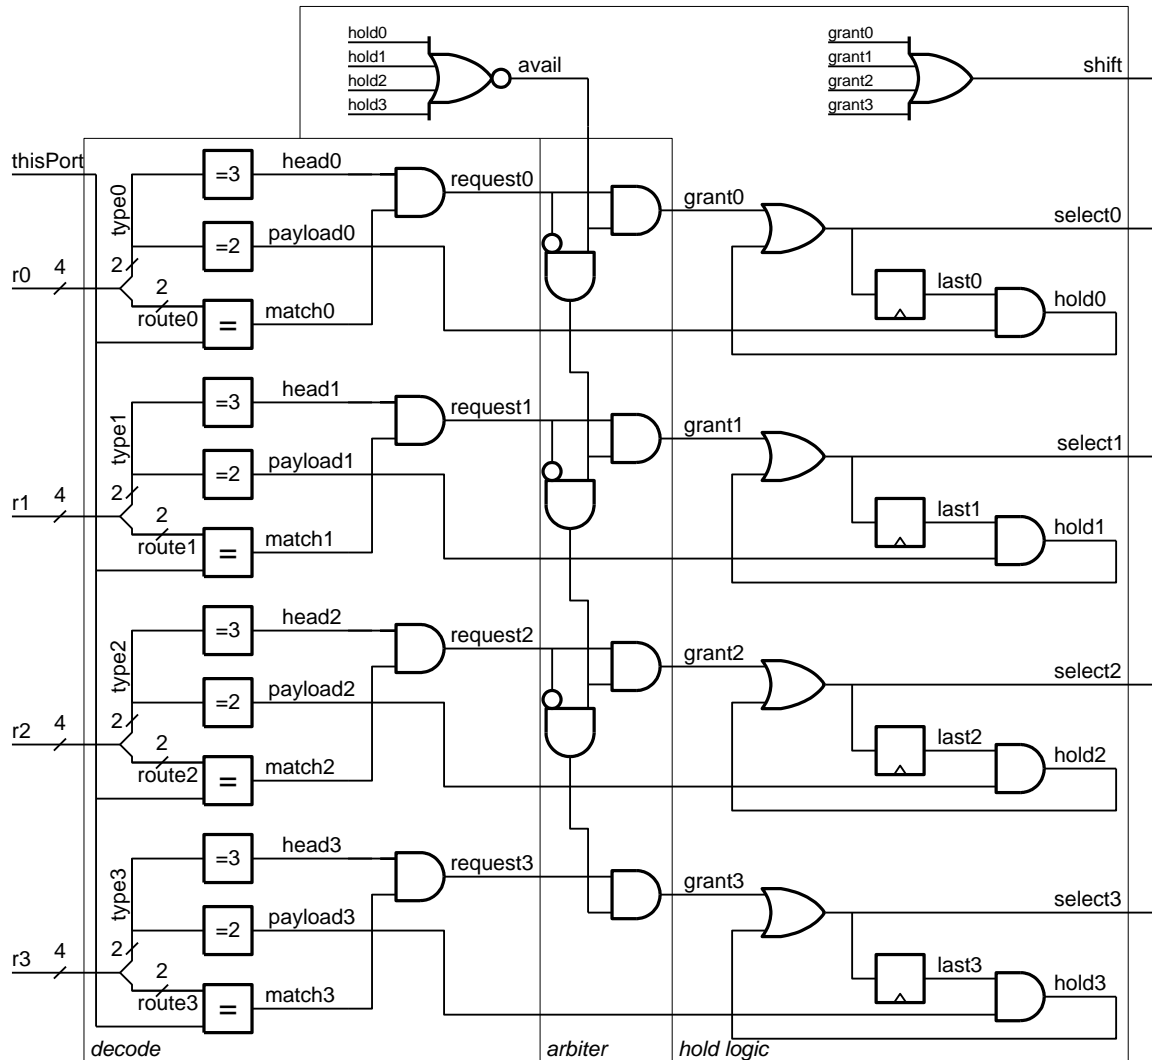 hold0
hold1
hold2
hold3
avail
grant0
grant1
grant2
grant3
shift
thisPort
type0
=3
head0
request0
grant0
select0
=2
payload0
r0
4
2
2
route0
=
match0
last0
hold0
type1
=3
head1
request1
grant1
select1
=2
payload1
r1
4
2
2
route1
=
match1
last1
hold1
type2
=3
head2
request2
grant2
select2
=2
payload2
r2
4
2
2
route2
=
match2
last2
hold2
type3
=3
head3
request3
grant3
select3
=2
payload3
r3
4
2
2
route3
=
match3
last3
hold3
decode
arbiter
hold logic